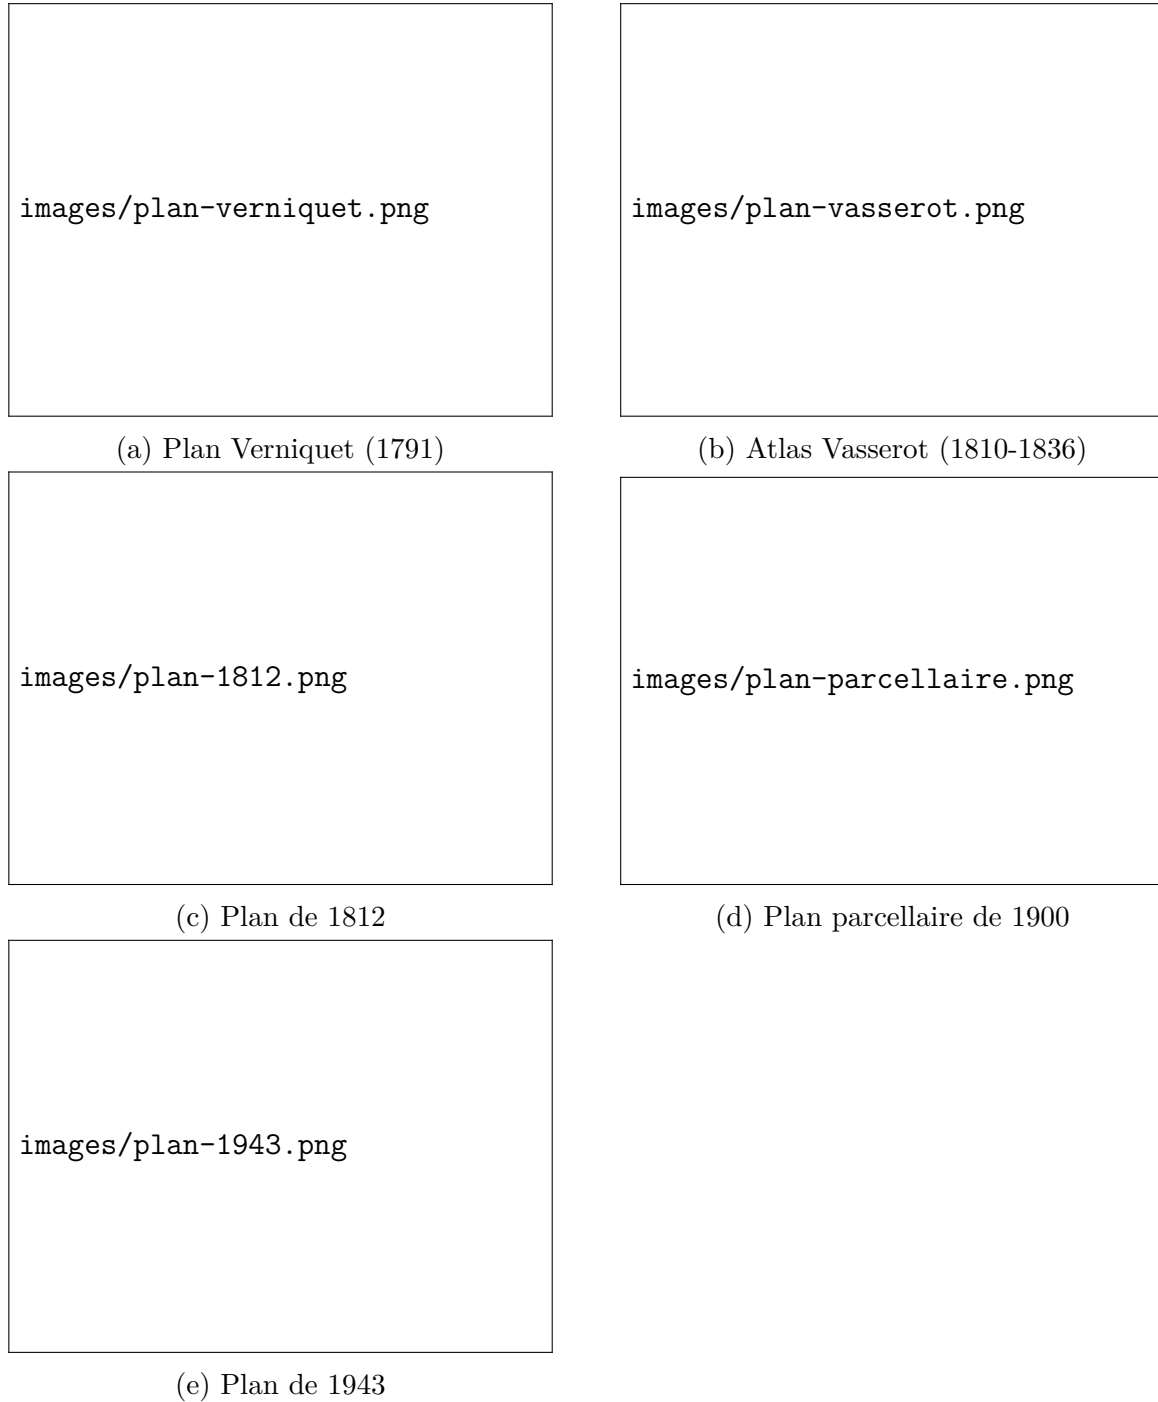 images/plan-verniquet.png
images/plan-vasserot.png
(a) Plan Verniquet (1791)
(b) Atlas Vasserot (1810-1836)
images/plan-1812.png
images/plan-parcellaire.png
(c) Plan de 1812
(d) Plan parcellaire de 1900
images/plan-1943.png
(e) Plan de 1943